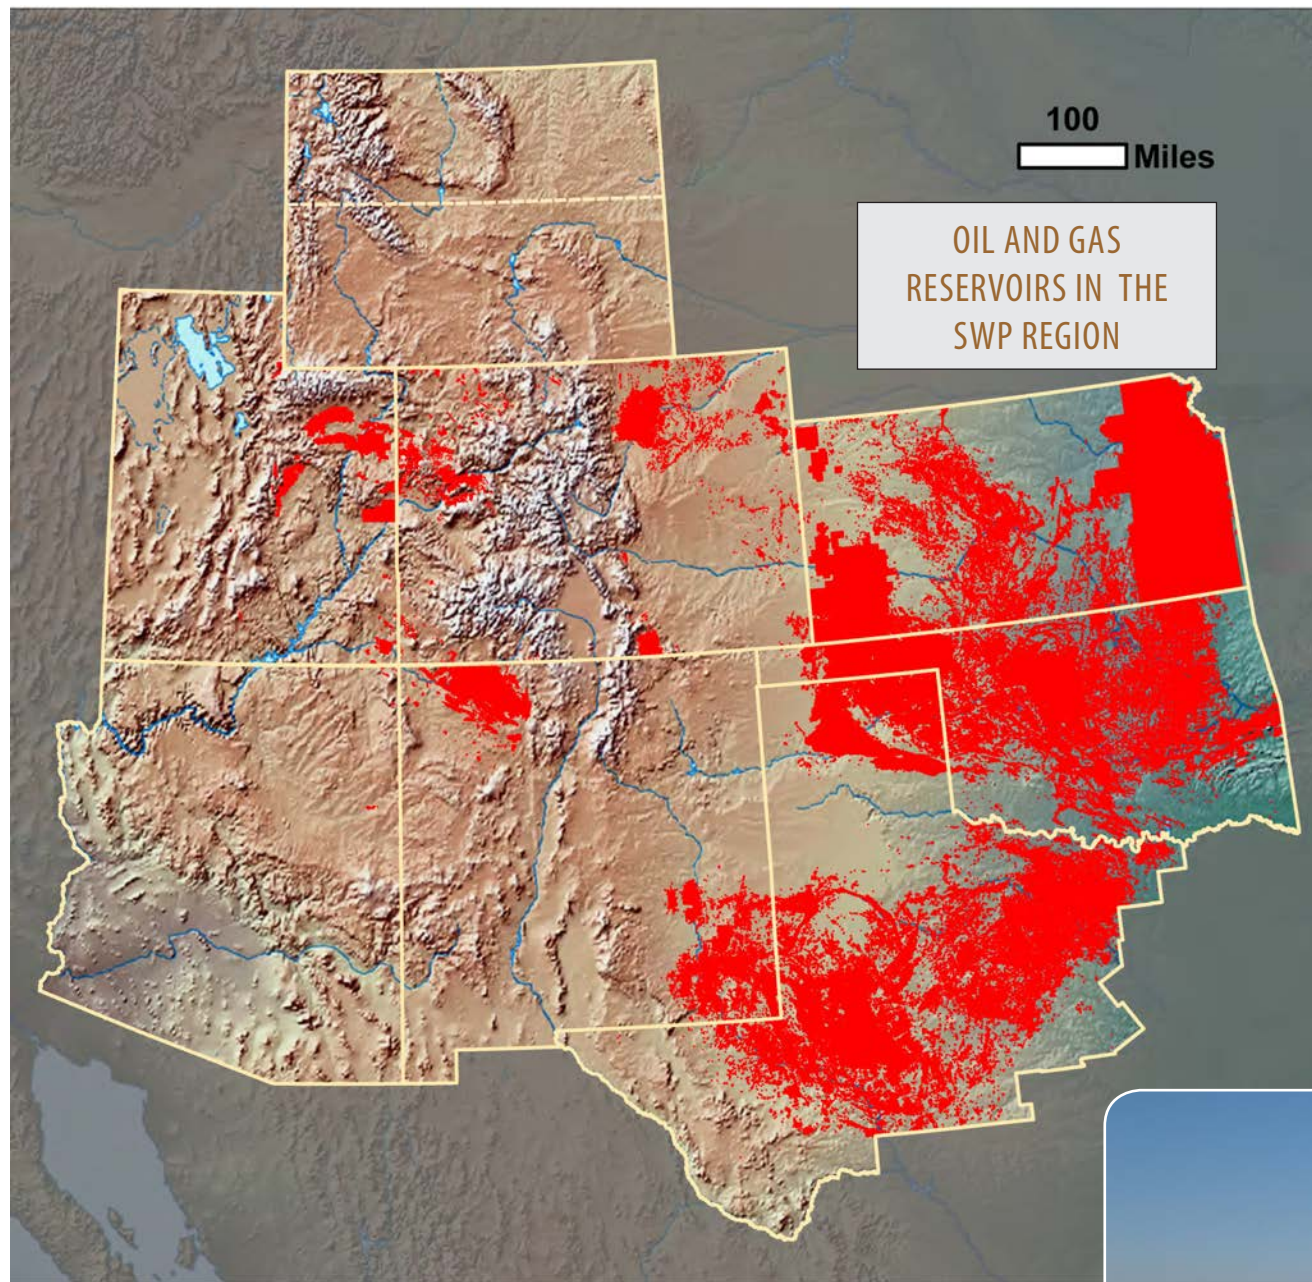 100
Miles
OIL AND GAS
RESERVOIRS IN THE
SWP REGION